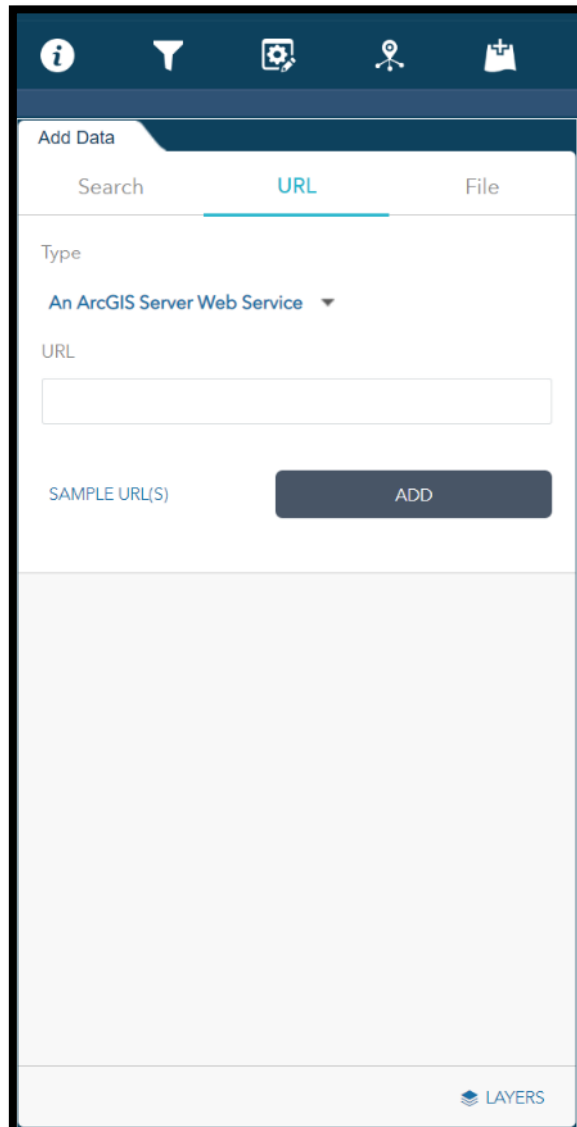 Add Data
Search URL File
Type
An ArcGIS Server Web Service
URL
SAMPLE URL(S) ADD
LAYERS